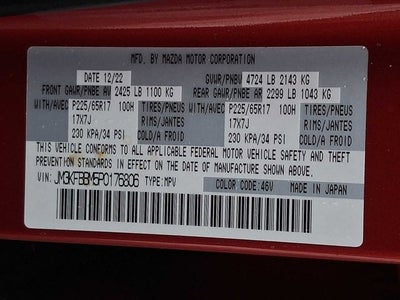 MFD. BY MAZDA MOTOR CORPORATION
DATE 12/22 GVWR/PNBV 4724 LB 2143 KG
FRONT GAWR/PNBE AV 2425 LB 1100 KG REAR GAWR/PNBE AR 2299 LB 1043 KG
WITH/AVEC P225/65R17 100H TIRES/PNEUS WITH/AVEC P225/65R17 100H TIRES/PNEUS
17X7J RIMS/JANTES 17X7J RIMS/JANTES
230 KPA/34 PSI COLD/A FROID 230 KPA/34 PSI COLD/A FROID
THIS VEHICLE CONFORMS TO ALL APPLICABLE FEDERAL MOTOR VEHICLE SAFETY AND THEFT
PREVENTION STANDARDS IN EFFECT ON THE DATE OF MANUFACTURE SHOWN ABOVE.
VIN: JM3KFBBM5P0176806 TYPE: MPV COLOR CODE: 46V MADE IN JAPAN